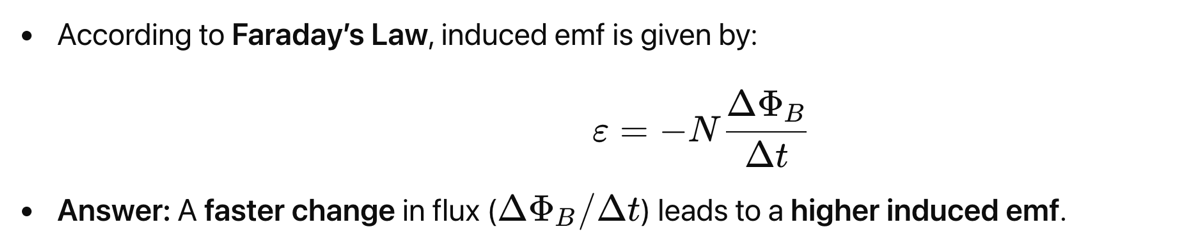 • According to Faraday’s Law, induced emf is given by:
ε = −N ΔΦ_B / Δt
• Answer: A faster change in flux (ΔΦ_B/Δt) leads to a higher induced emf.